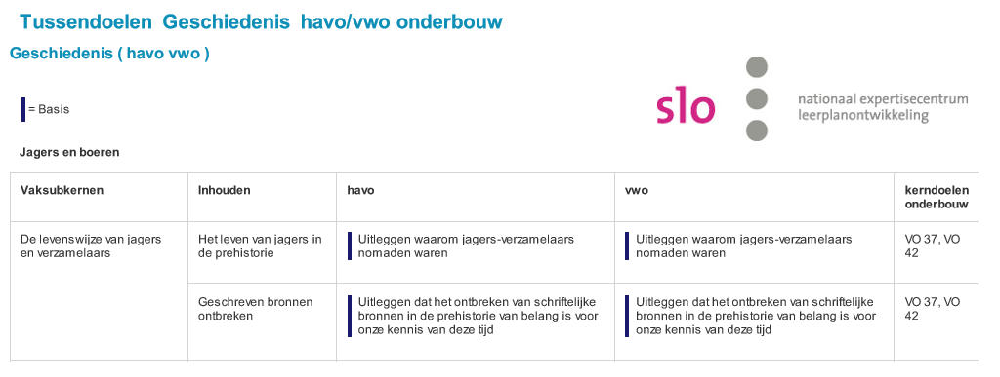 Tussendoelen Geschiedenis havo/vwo onderbouw
Geschiedenis ( havo vwo )
= Basis
slo
nationaal expertisecentrum
leerplanontwikkeling
Jagers en boeren
Vaksubkernen
Inhouden
havo
vwo
kerndoelen
onderbouw
De levenswijze van jagers
en verzamelaars
Het leven van jagers in
de prehistorie
Uitleggen waarom jagers-verzamelaars
nomaden waren
Uitleggen waarom jagers-verzamelaars
nomaden waren
VO 37, VO
42
Geschreven bronnen
ontbreken
Uitleggen dat het ontbreken van schriftelijke
bronnen in de prehistorie van belang is voor
onze kennis van deze tijd
Uitleggen dat het ontbreken van schriftelijke
bronnen in de prehistorie van belang is voor
onze kennis van deze tijd
VO 37, VO
42